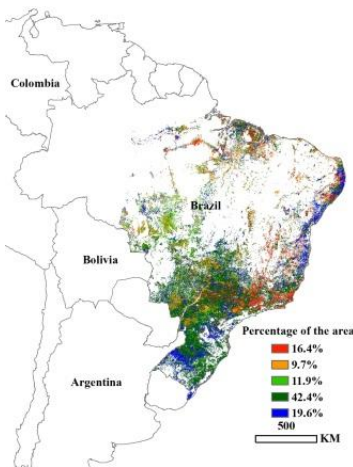 Colombia
Brazil
Bolivia
Argentina
Percentage of the area
16.4%
9.7%
11.9%
42.4%
19.6%
500
KM